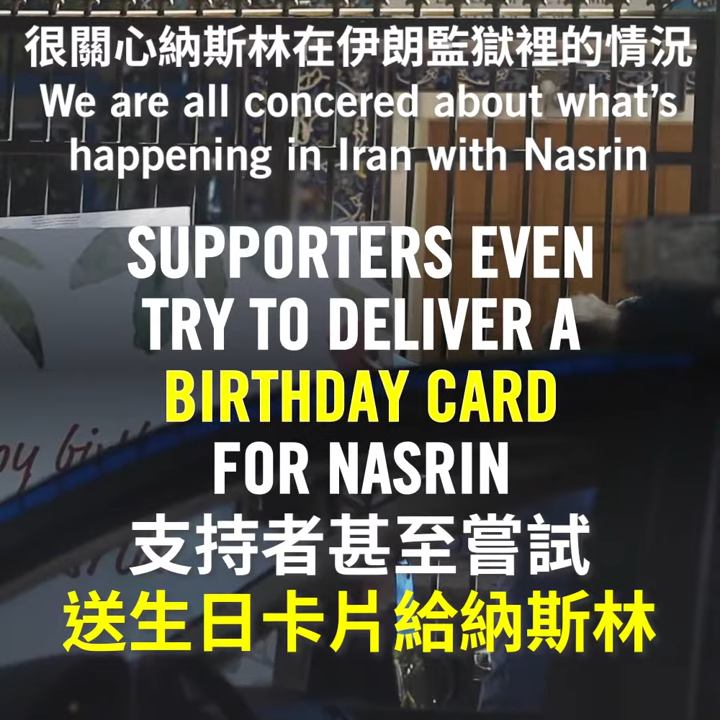 很關心納斯林在伊朗監獄裡的情況
We are all concered about what's
happening in Iran with Nasrin
SUPPORTERS EVEN
TRY TO DELIVER A
BIRTHDAY CARD
FOR NASRIN
支持者甚至嘗試
送生日卡片給納斯林